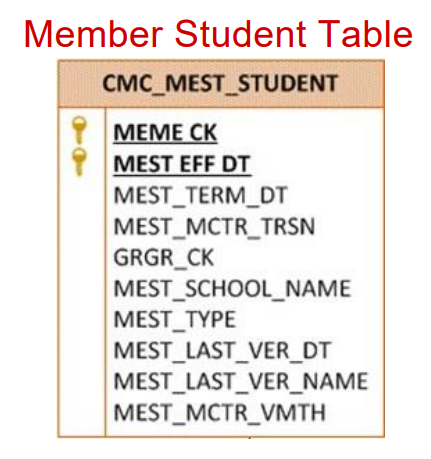 Member Student Table
CMC_MEST_STUDENT
MEME CK
MEST EFF DT
MEST_TERM_DT
MEST_MCTR_TRSN
GRGR_CK
MEST_SCHOOL_NAME
MEST_TYPE
MEST_LAST_VER_DT
MEST_LAST_VER_NAME
MEST_MCTR_VMTH